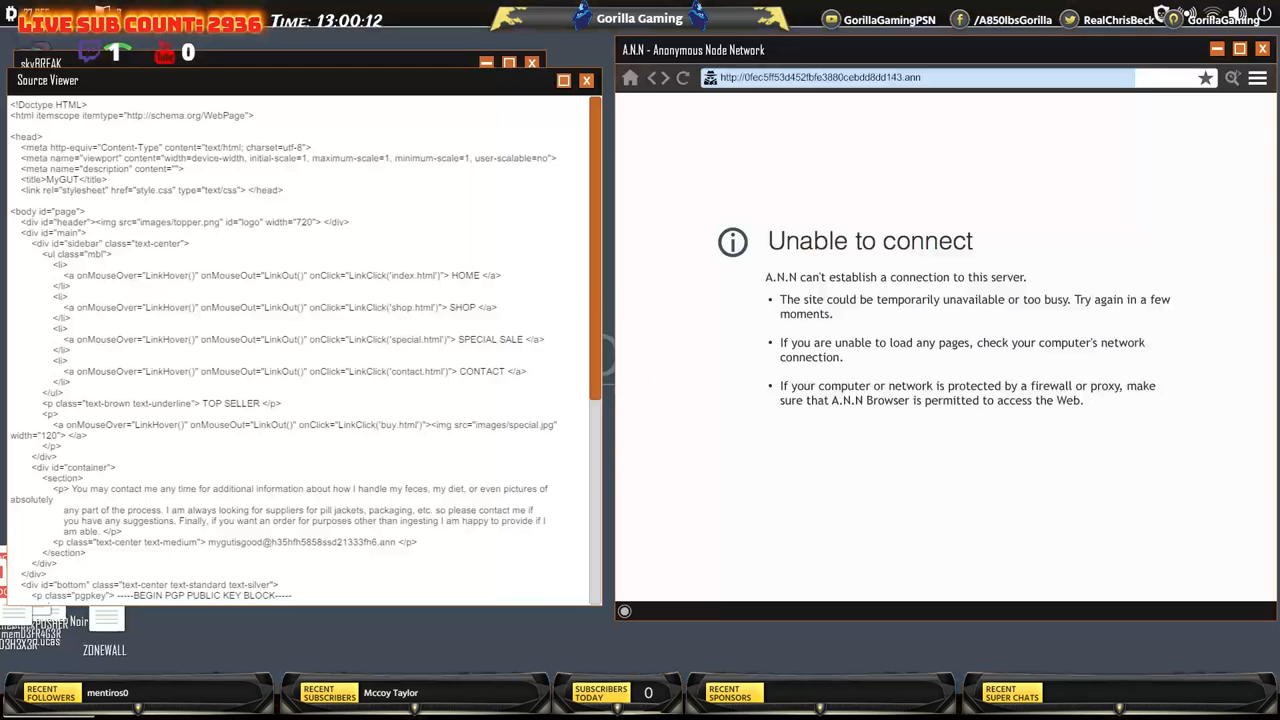 LIVE SUB COUNT: 2936
TIME: 13:00:12
Gorilla Gaming
GorillaGamingPSN
/A850lbsGorilla
RealChrisBeck
GorillaGaming
1
0
skyBREAK
Source Viewer
<!Doctype HTML>
<html itemscope itemtype="http://schema.org/WebPage">
<head>
<meta http-equiv="Content-Type" content="text/html; charset=utf-8">
<meta name="viewport" content="width=device-width, initial-scale=1, maximum-scale=1, minimum-scale=1, user-scalable=no">
<meta name="description" content="">
<title>MyGUT</title>
<link rel="stylesheet" href="style.css" type="text/css"> </head>
<body id="page">
<div id="header"><img src="images/topper.png" id="logo" width="720"> </div>
<div id="main">
<div id="sidebar" class="text-center">
<ul class="mbl">
<li>
<a onMouseOver="LinkHover()" onMouseOut="LinkOut()" onClick="LinkClick('index.html')"> HOME </a>
</li>
<li>
<a onMouseOver="LinkHover()" onMouseOut="LinkOut()" onClick="LinkClick('shop.html')"> SHOP </a>
</li>
<li>
<a onMouseOver="LinkHover()" onMouseOut="LinkOut()" onClick="LinkClick('special.html')"> SPECIAL SALE </a>
</li>
<li>
<a onMouseOver="LinkHover()" onMouseOut="LinkOut()" onClick="LinkClick('contact.html')"> CONTACT </a>
</li>
</ul>
<p class="text-brown text-underline"> TOP SELLER </p>
<p>
<a onMouseOver="LinkHover()" onMouseOut="LinkOut()" onClick="LinkClick('buy.html')"><img src="images/special.jpg"
width="120"> </a>
</p>
</div>
<div id="container">
<section>
<p> You may contact me any time for additional information about how I handle my feces, my diet, or even pictures of
absolutely
any part of the process. I am always looking for suppliers for pill jackets, packaging, etc. so please contact me if
you have any suggestions. Finally, if you want an order for purposes other than ingesting I am happy to provide if I
am able. </p>
<p class="text-center text-medium"> mygutisgood@h35hfh5858ssd21333fh6.ann </p>
</section>
</div>
</div>
<div id="bottom" class="text-center text-standard text-silver">
<p class="pgpkey"> -----BEGIN PGP PUBLIC KEY BLOCK-----
A.N.N - Anonymous Node Network
http://0fec5ff53d452fbfe3880cebdd8dd143.ann
Unable to connect
A.N.N can't establish a connection to this server.
• The site could be temporarily unavailable or too busy. Try again in a few
moments.
• If you are unable to load any pages, check your computer's network
connection.
• If your computer or network is protected by a firewall or proxy, make
sure that A.N.N Browser is permitted to access the Web.
Noir
ZONEWALL
RECENT
FOLLOWERS
mentiros0
RECENT
SUBSCRIBERS
Mccoy Taylor
SUBSCRIBERS
TODAY
0
RECENT
SPONSORS
RECENT
SUPER CHATS